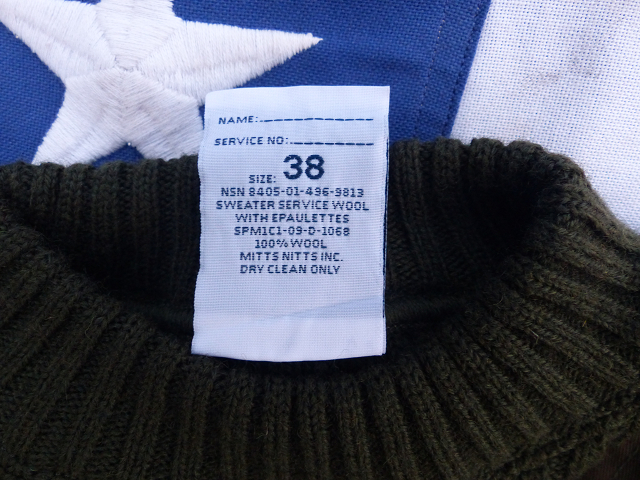 NAME:
SERVICE NO:
SIZE: 38
NSN 8405-01-496-9813
SWEATER SERVICE WOOL
WITH EPAULETTES
SPM1C1-09-D-1068
100% WOOL
MITTS NITTS INC.
DRY CLEAN ONLY